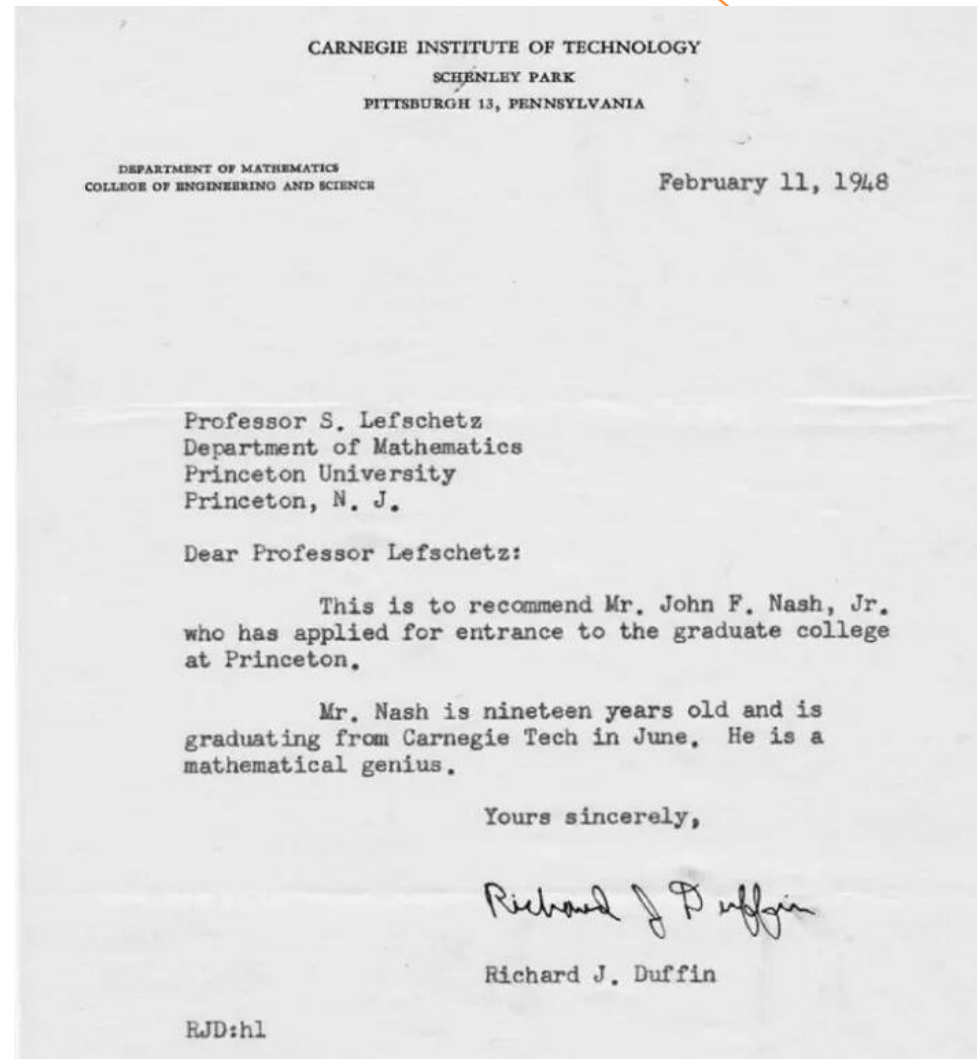 CARNEGIE INSTITUTE OF TECHNOLOGY
SCHENLEY PARK
PITTSBURGH 13, PENNSYLVANIA
DEPARTMENT OF MATHEMATICS
COLLEGE OF ENGINEERING AND SCIENCE
February 11, 1948
Professor S. Lefschetz
Department of Mathematics
Princeton University
Princeton, N. J.
Dear Professor Lefschetz:
This is to recommend Mr. John F. Nash, Jr.
who has applied for entrance to the graduate college
at Princeton.
Mr. Nash is nineteen years old and is
graduating from Carnegie Tech in June. He is a
mathematical genius.
Yours sincerely,
Richard J Duffin
Richard J. Duffin
RJD:hl